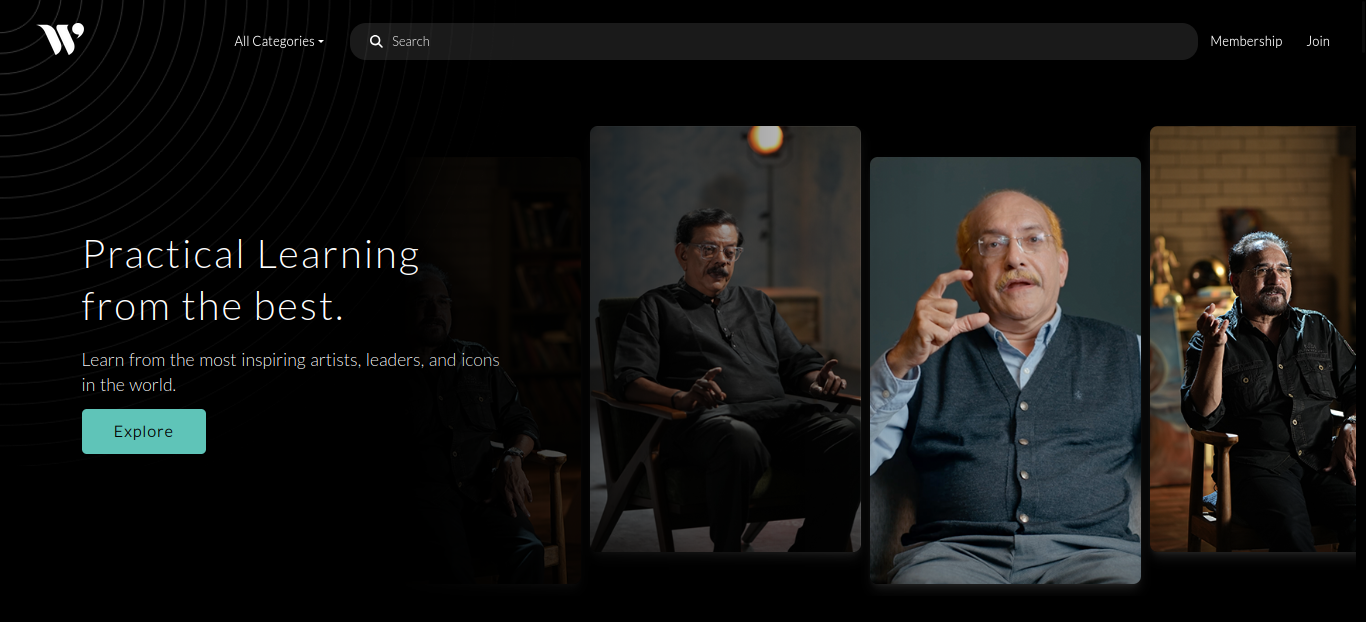 All Categories
Search
Membership
Join
Practical Learning
from the best.
Learn from the most inspiring artists, leaders, and icons
in the world.
Explore